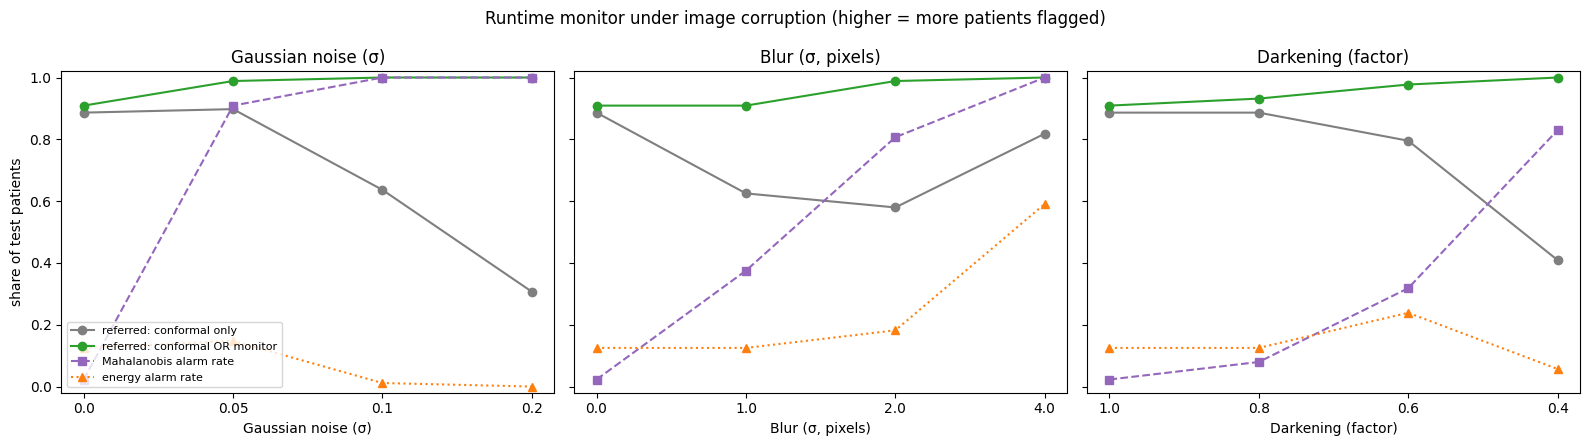 Runtime monitor under image corruption (higher = more patients flagged)
Gaussian noise (σ)
Blur (σ, pixels)
Darkening (factor)
share of test patients
1.0
0.8
0.6
0.4
0.2
0.0
referred: conformal only
referred: conformal OR monitor
Mahalanobis alarm rate
energy alarm rate
0.0 0.05 0.1 0.2
0.0 1.0 2.0 4.0
1.0 0.8 0.6 0.4
Gaussian noise (σ)
Blur (σ, pixels)
Darkening (factor)